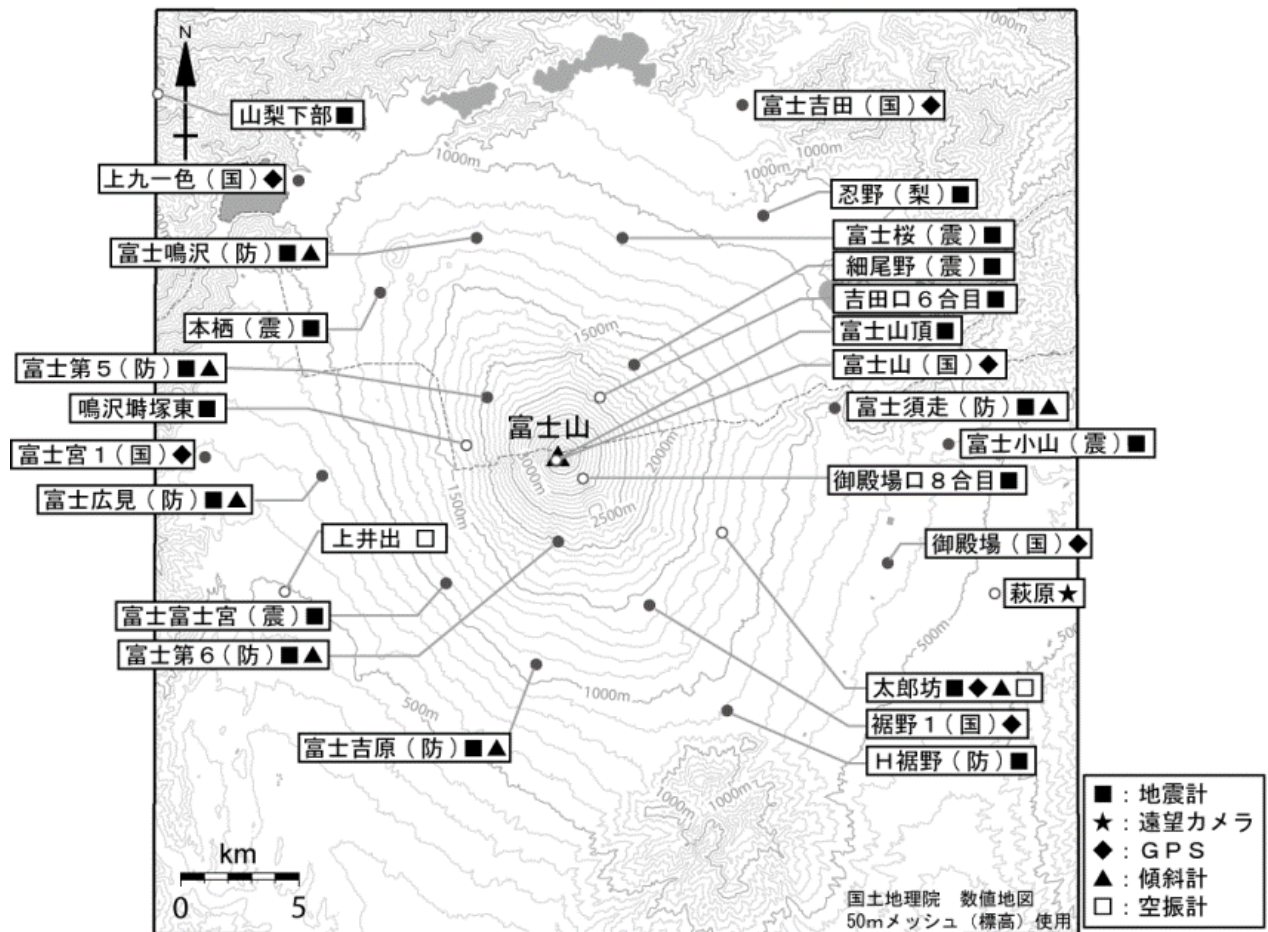 N
1000m
山梨下部■
富士吉田(国)◆
1000m
1000m
1000m
上九一色(国)◆
忍野(梨)■
富士鳴沢(防)■▲
富士桜(震)■
細尾野(震)■
吉田口6合目■
本栖(震)■
1500m
富士山頂■
富士第5(防)■▲
富士山(国)◆
鳴沢塒塚東■
富士須走(防)■▲
富士山
富士宮1(国)◆
富士小山(震)■
2000m
3000m
富士広見(防)■▲
御殿場口8合目■
1500m
2500m
上井出 □
御殿場(国)◆
萩原★
富士富士宮(震)■
500m
富士第6(防)■▲
太郎坊■◆▲□
1000m
500m
裾野1(国)◆
富士吉原(防)■▲
H裾野(防)■
1000m
1000m
■:地震計
★:遠望カメラ
◆:GPS
▲:傾斜計
□:空振計
km
0 5
国土地理院 数値地図
50mメッシュ(標高)使用